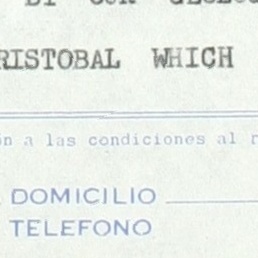 RISTOBAL WHICH
n a las condiciones al r
DOMICILIO
TELEFONO